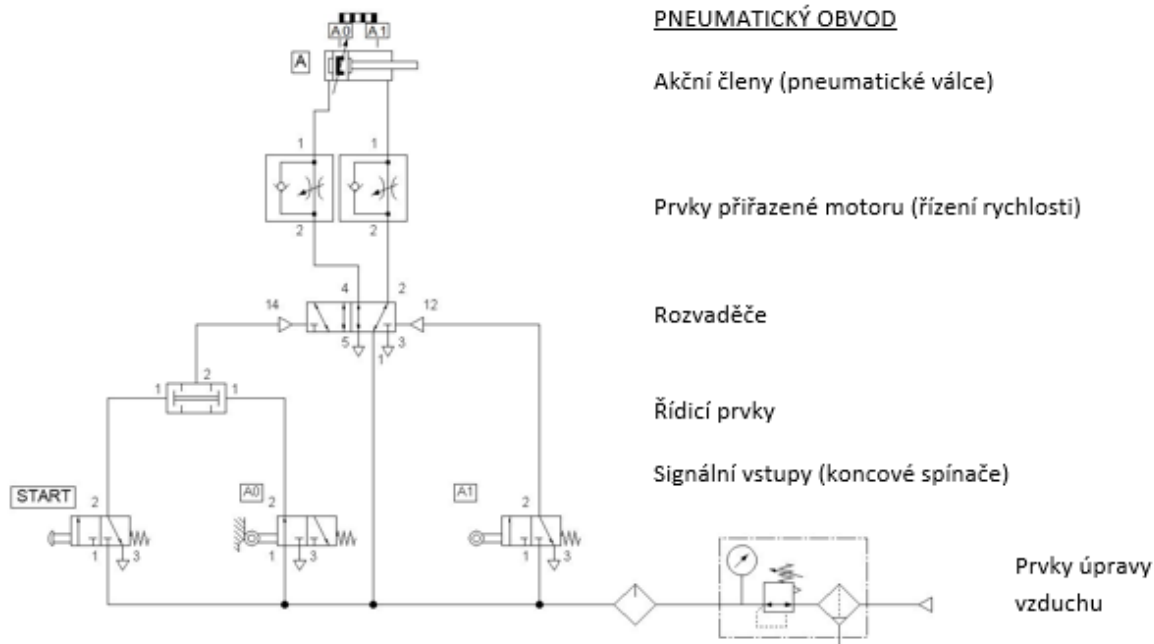 PNEUMATICKÝ OBVOD
A0 A1
A
Akční členy (pneumatické válce)
1 1
Prvky přiřazené motoru (řízení rychlosti)
2 2
4 2
14 12
Rozvaděče
5 1 3
2
1 1
Řídicí prvky
Signální vstupy (koncové spínače)
START A0 A1
2 2 2
1 3 1 3 1 3
Prvky úpravy
vzduchu